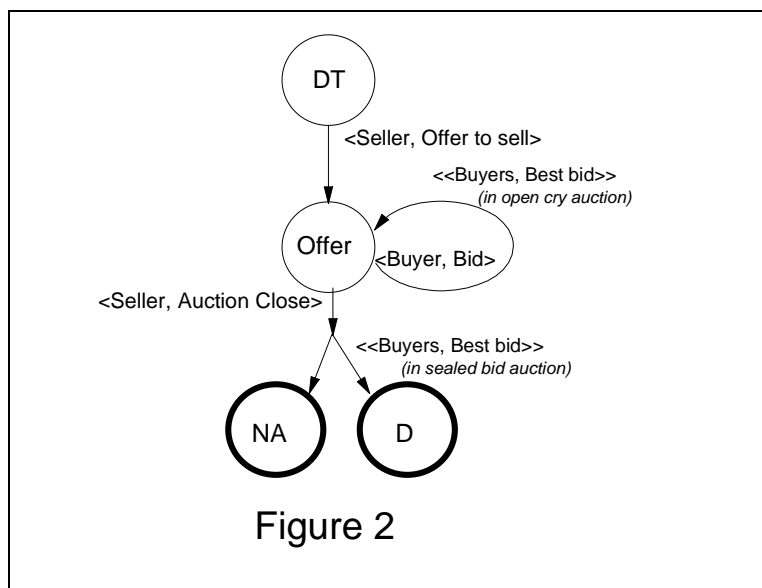 DT
<Seller, Offer to sell>
<<Buyers, Best bid>>
(in open cry auction)
Offer
<Buyer, Bid>
<Seller, Auction Close>
<<Buyers, Best bid>>
(in sealed bid auction)
NA
D
Figure 2